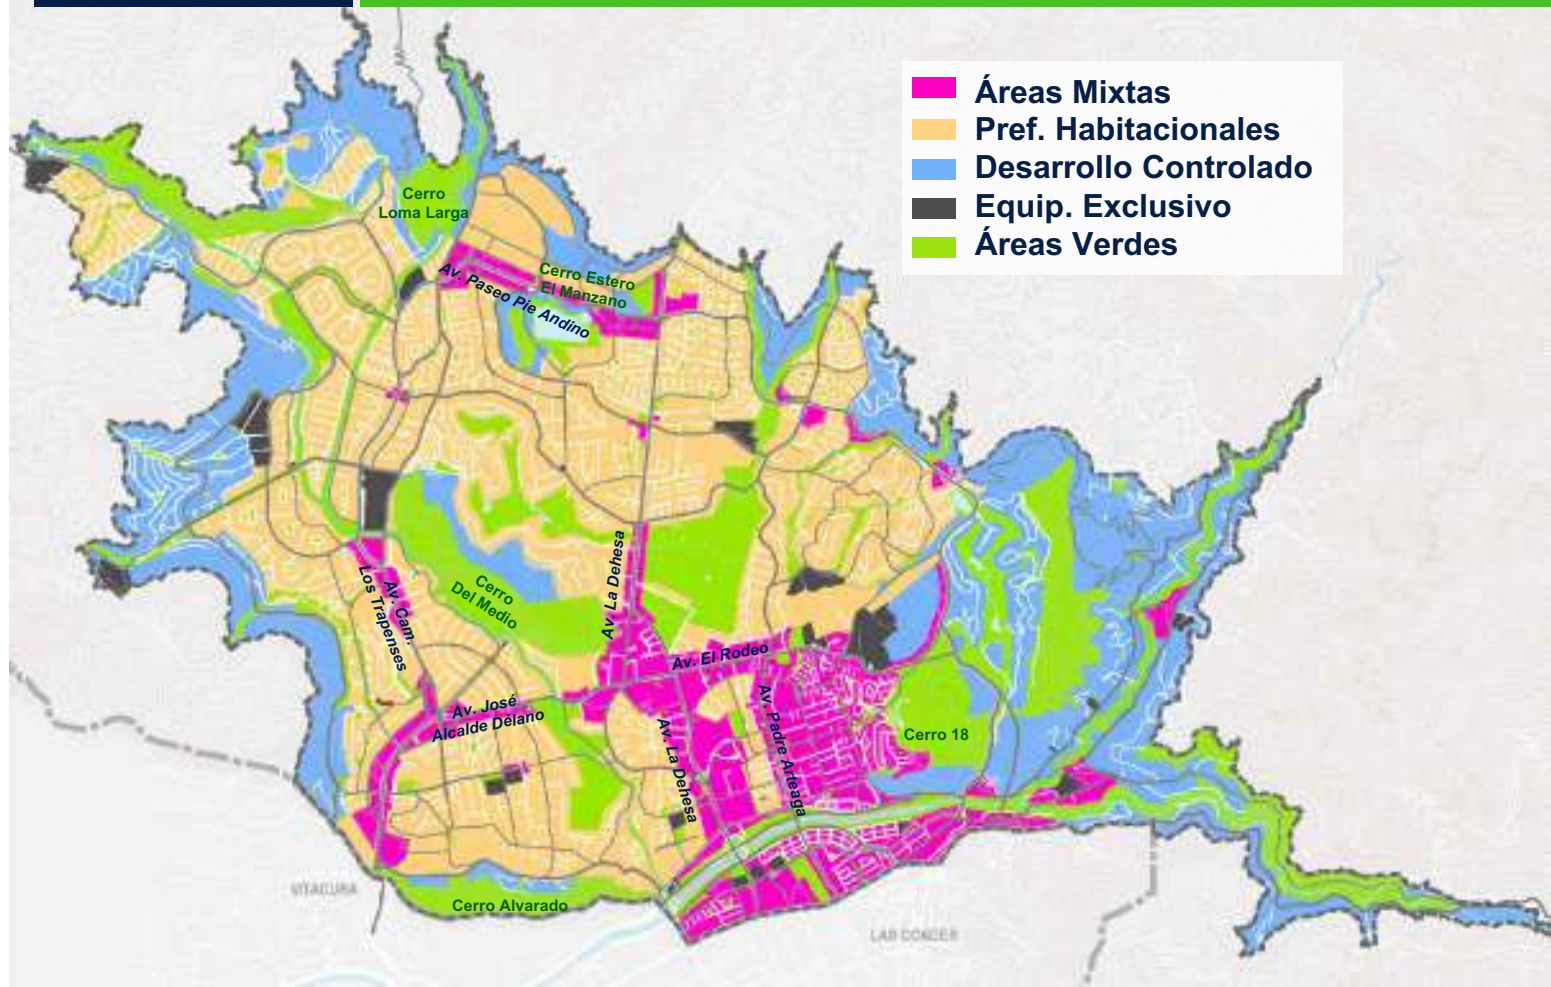 Áreas Mixtas
Pref. Habitacionales
Desarrollo Controlado
Equip. Exclusivo
Áreas Verdes
Cerro
Loma Larga
Av. Paseo Pie Andino
Cerro Estero
El Manzano
Av. La Dehesa
Cerro
Del Medio
Av. Cam.
Los Trapenses
Av. El Rodeo
Av. José
Alcalde Délano
Av. La Dehesa
Av. Padre Arteaga
Cerro 18
VITACURA
Cerro Alvarado
LAS CONDES